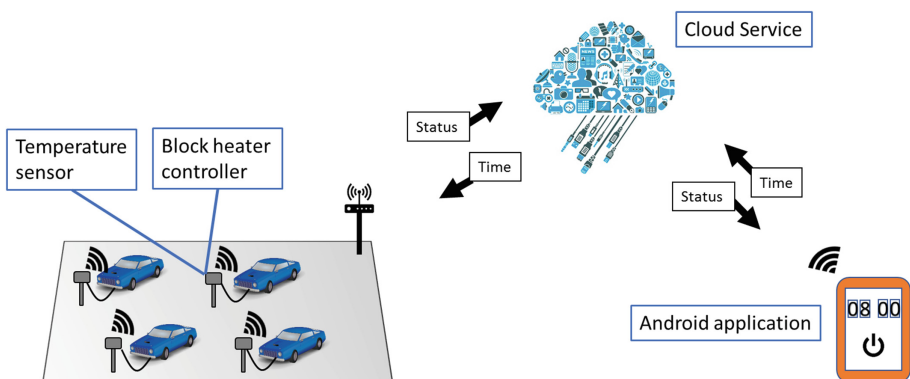 Cloud Service
Status
Time
Temperature
sensor
Block heater
controller
Status
Time
Android application
08 00